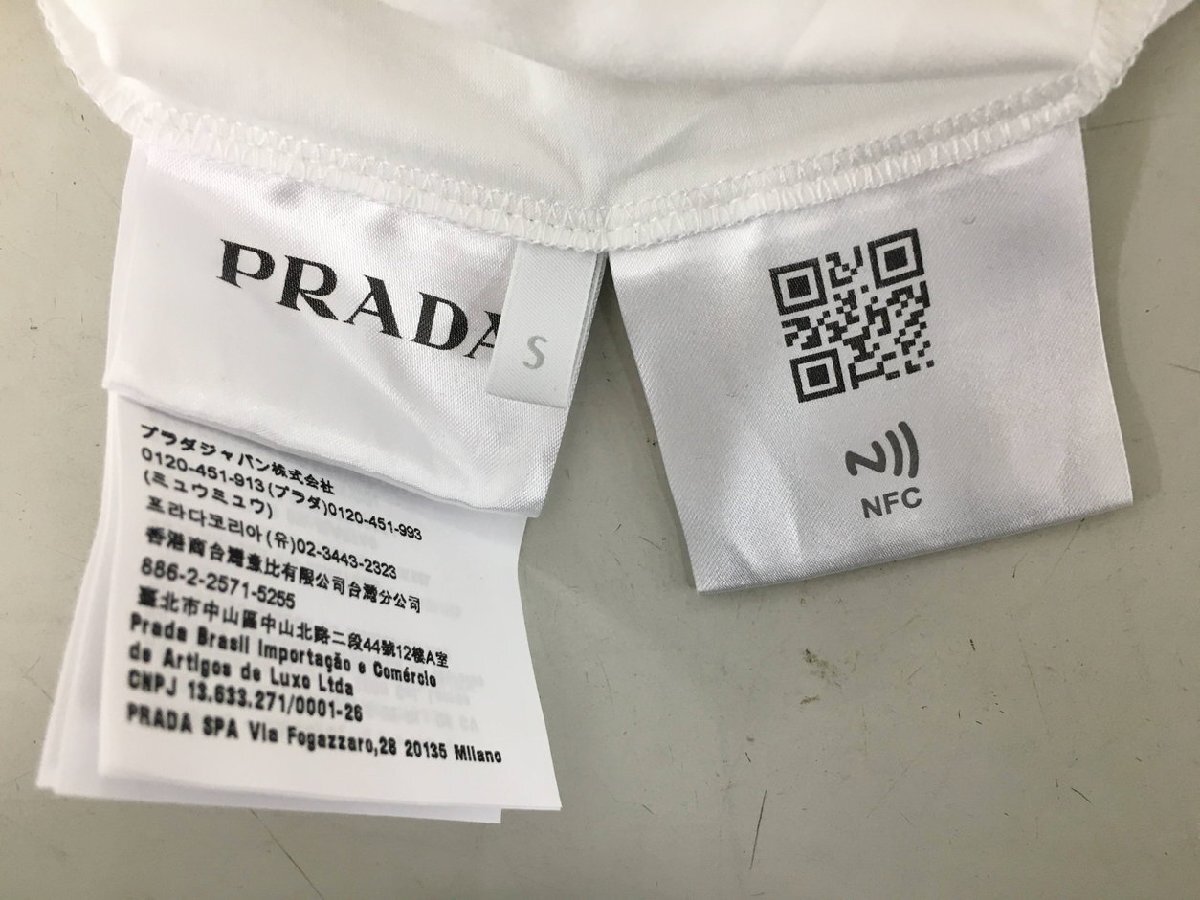 PRADA
S
プラダジャパン株式会社
0120-451-913(プラダ)0120-451-993
(ミュウミュウ)
프라다코리아(유)02-3443-2323
香港商台灣壹比有限公司台灣分公司
886-2-2571-5255
臺北市中山區中山北路二段44號12樓A室
Prada Brasil Importação e Comércio
de Artigos de Luxo Ltda
CNPJ 13.633.271/0001-26
PRADA SPA Via Fogazzaro,28 20135 Milano
NFC